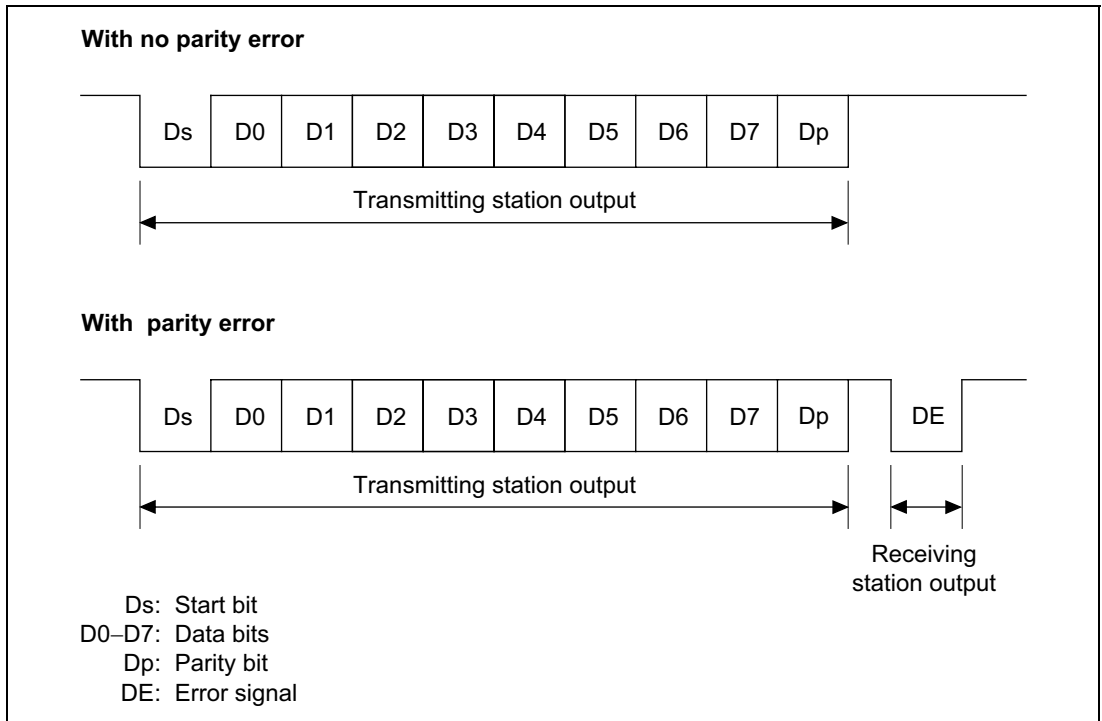 With no parity error
Ds D0 D1 D2 D3 D4 D5 D6 D7 Dp
Transmitting station output
With parity error
Ds D0 D1 D2 D3 D4 D5 D6 D7 Dp DE
Transmitting station output
Receiving
station output
Ds: Start bit
D0–D7: Data bits
Dp: Parity bit
DE: Error signal